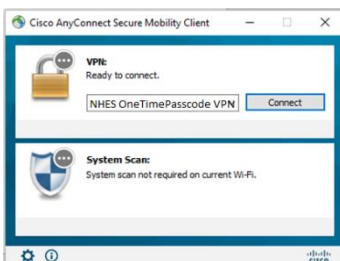 Cisco AnyConnect Secure Mobility Client
VPN:
Ready to connect.
NHES OneTimePasscode VPN
Connect
System Scan:
System scan not required on current Wi-Fi.
CISCO